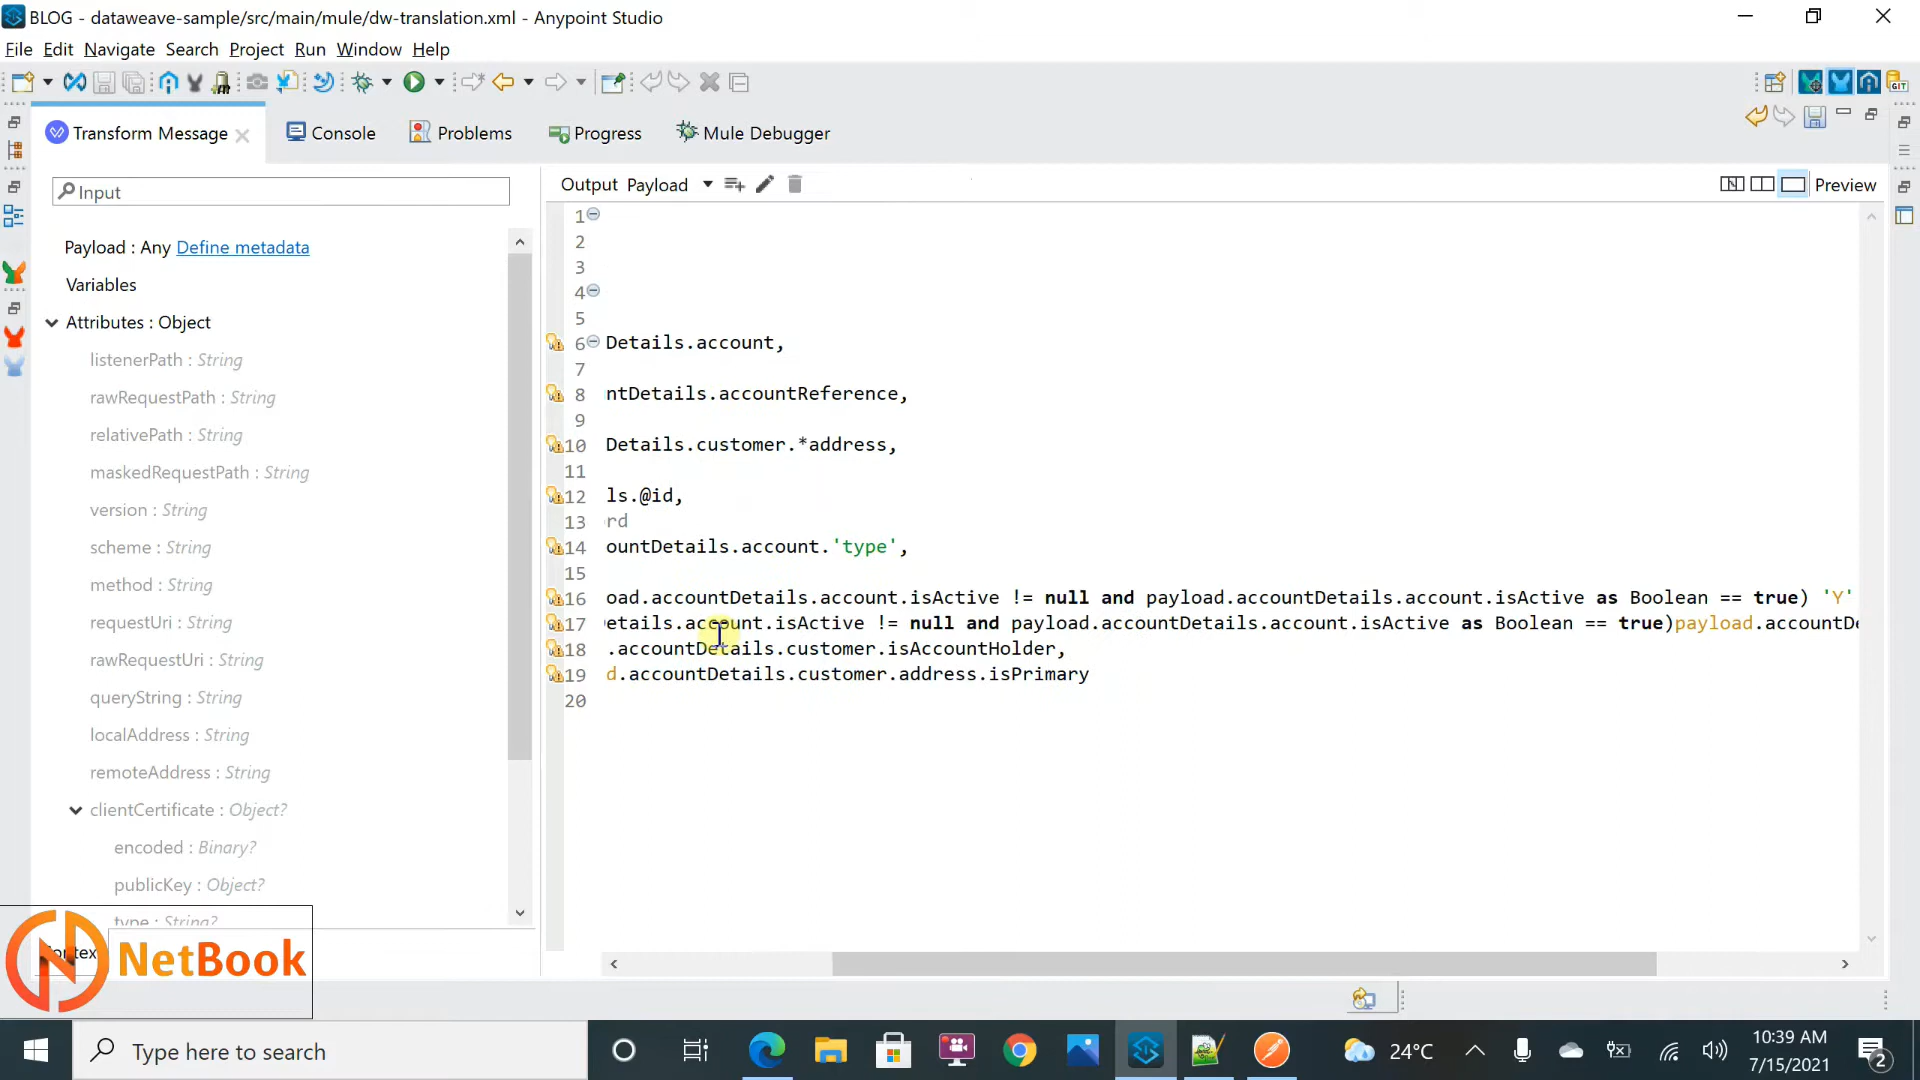 BLOG - dataweave-sample/src/main/mule/dw-translation.xml - Anypoint Studio
File Edit Navigate Search Project Run Window Help
GIT
Transform Message Console Problems Progress Mule Debugger
Input
Output Payload Preview
Payload : Any Define metadata
Variables
Attributes : Object
listenerPath : String
rawRequestPath : String
relativePath : String
maskedRequestPath : String
version : String
scheme : String
method : String
requestUri : String
rawRequestUri : String
queryString : String
localAddress : String
remoteAddress : String
clientCertificate : Object?
encoded : Binary?
publicKey : Object?
type : String?
1
2
3
4
5
6 Details.account,
7
8 ntDetails.accountReference,
9
10 Details.customer.*address,
11
12 ls.@id,
13 rd
14 ountDetails.account.'type',
15
16 oad.accountDetails.account.isActive != null and payload.accountDetails.account.isActive as Boolean == true) 'Y'
17 etails.account.isActive != null and payload.accountDetails.account.isActive as Boolean == true)payload.accountDe
18 .accountDetails.customer.isAccountHolder,
19 d.accountDetails.customer.address.isPrimary
20
NetBook
Type here to search
24°C
10:39 AM
7/15/2021
2